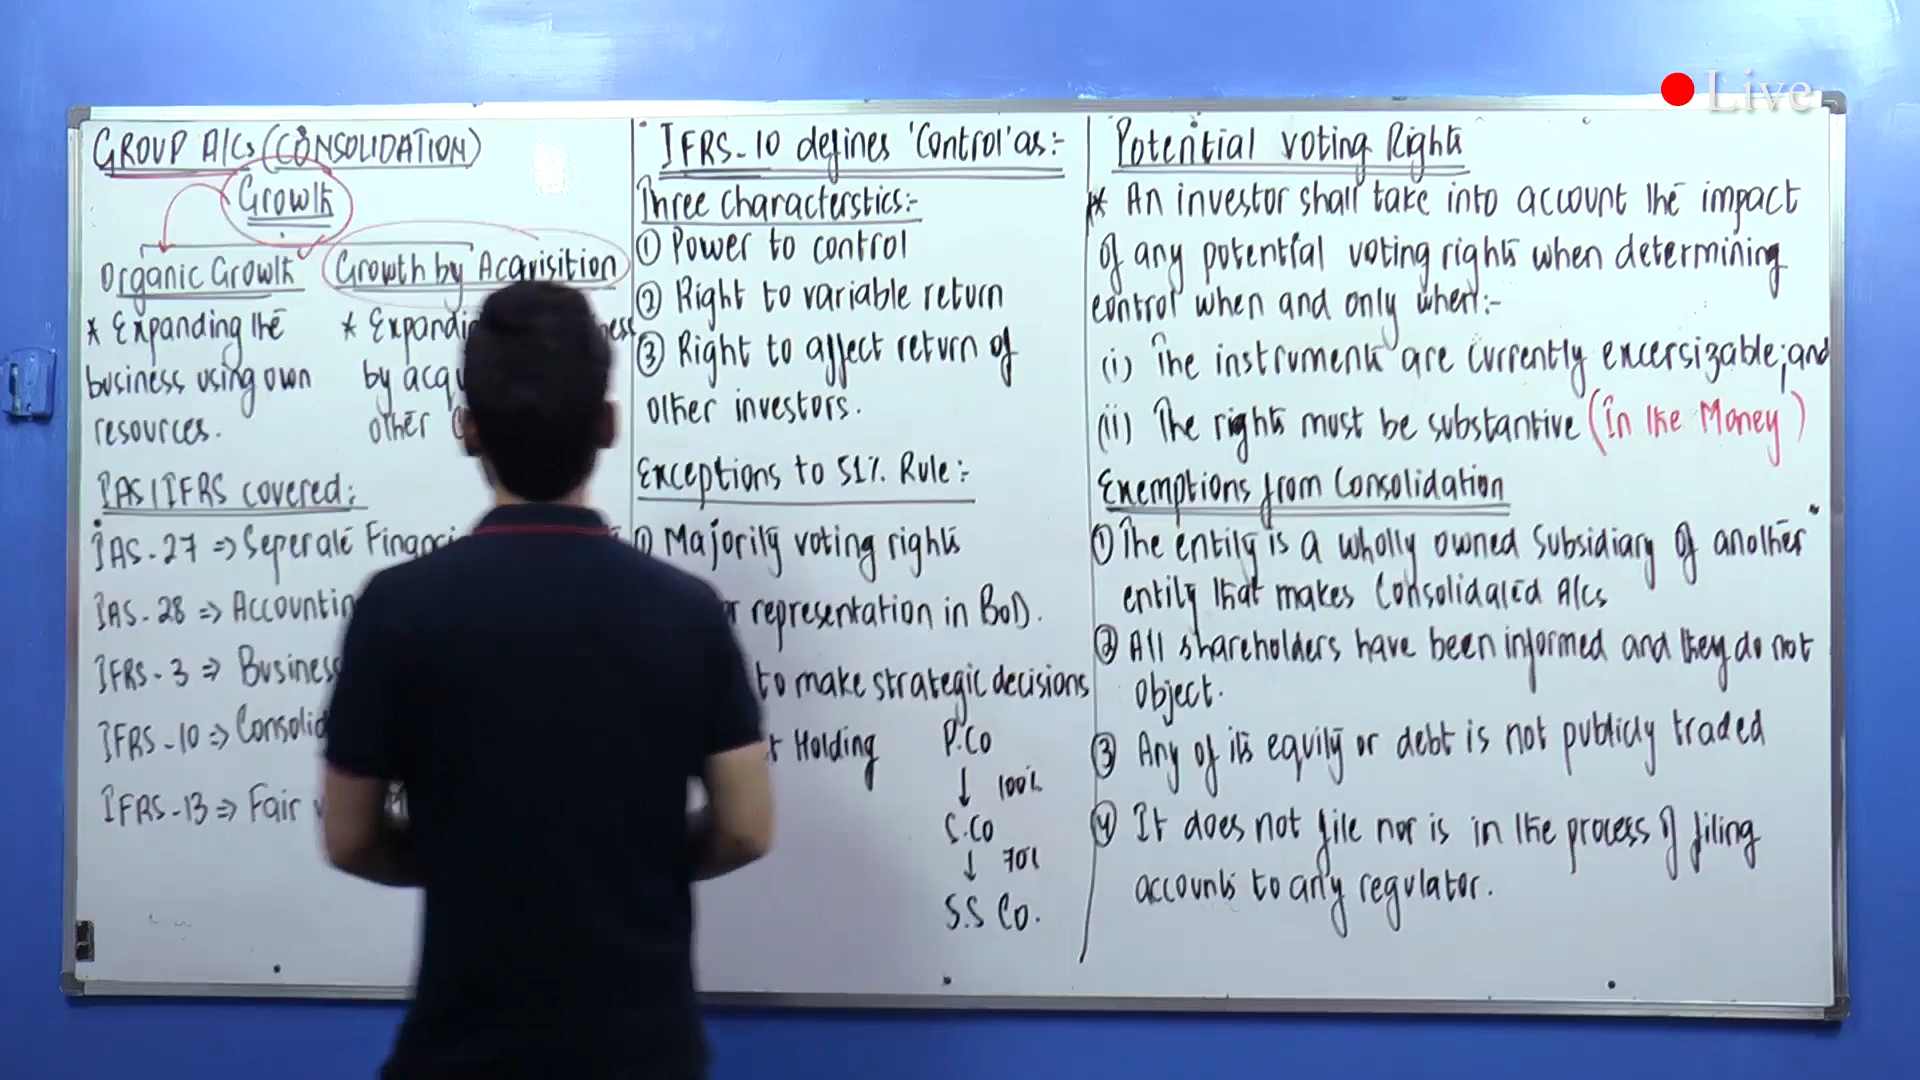 Live
GROUP A/Cs (CONSOLIDATION)
Growth
Organic Growth
Growth by Acquisition
* Expanding the
business using own
resources.
*
by
other
IAS/IFRS covered:
IAS-27 => Seperate
IAS-28 => Accounting
IFRS-3 => Business
IFRS-10 =>
IFRS-13 => Fair
IFRS-10 defines 'Control' as:-
Three Characterstics:-
① Power to control
② Right to variable return
③ Right to affect return of
other investors.
Exceptions to 51% Rule:-
Majority voting rights
representation in BoD.
to make strategic decisions
Holding
P.Co
↓ 100%
S.Co
↓ 70%
S.S Co.
Potential Voting Rights
* An investor shall take into account the impact
of any potential voting rights when determining
control when and only when:-
(i) The instruments are currently excersizable; and
(ii) The rights must be substantive (In the Money)
Exemptions from Consolidation
① The entity is a wholly owned Subsidiary of another
entity that makes Consolidated A/Cs
② All shareholders have been informed and they do not
object.
③ Any of its equity or debt is not publicly traded
④ It does not file nor is in the process of filing
accounts to any regulator.